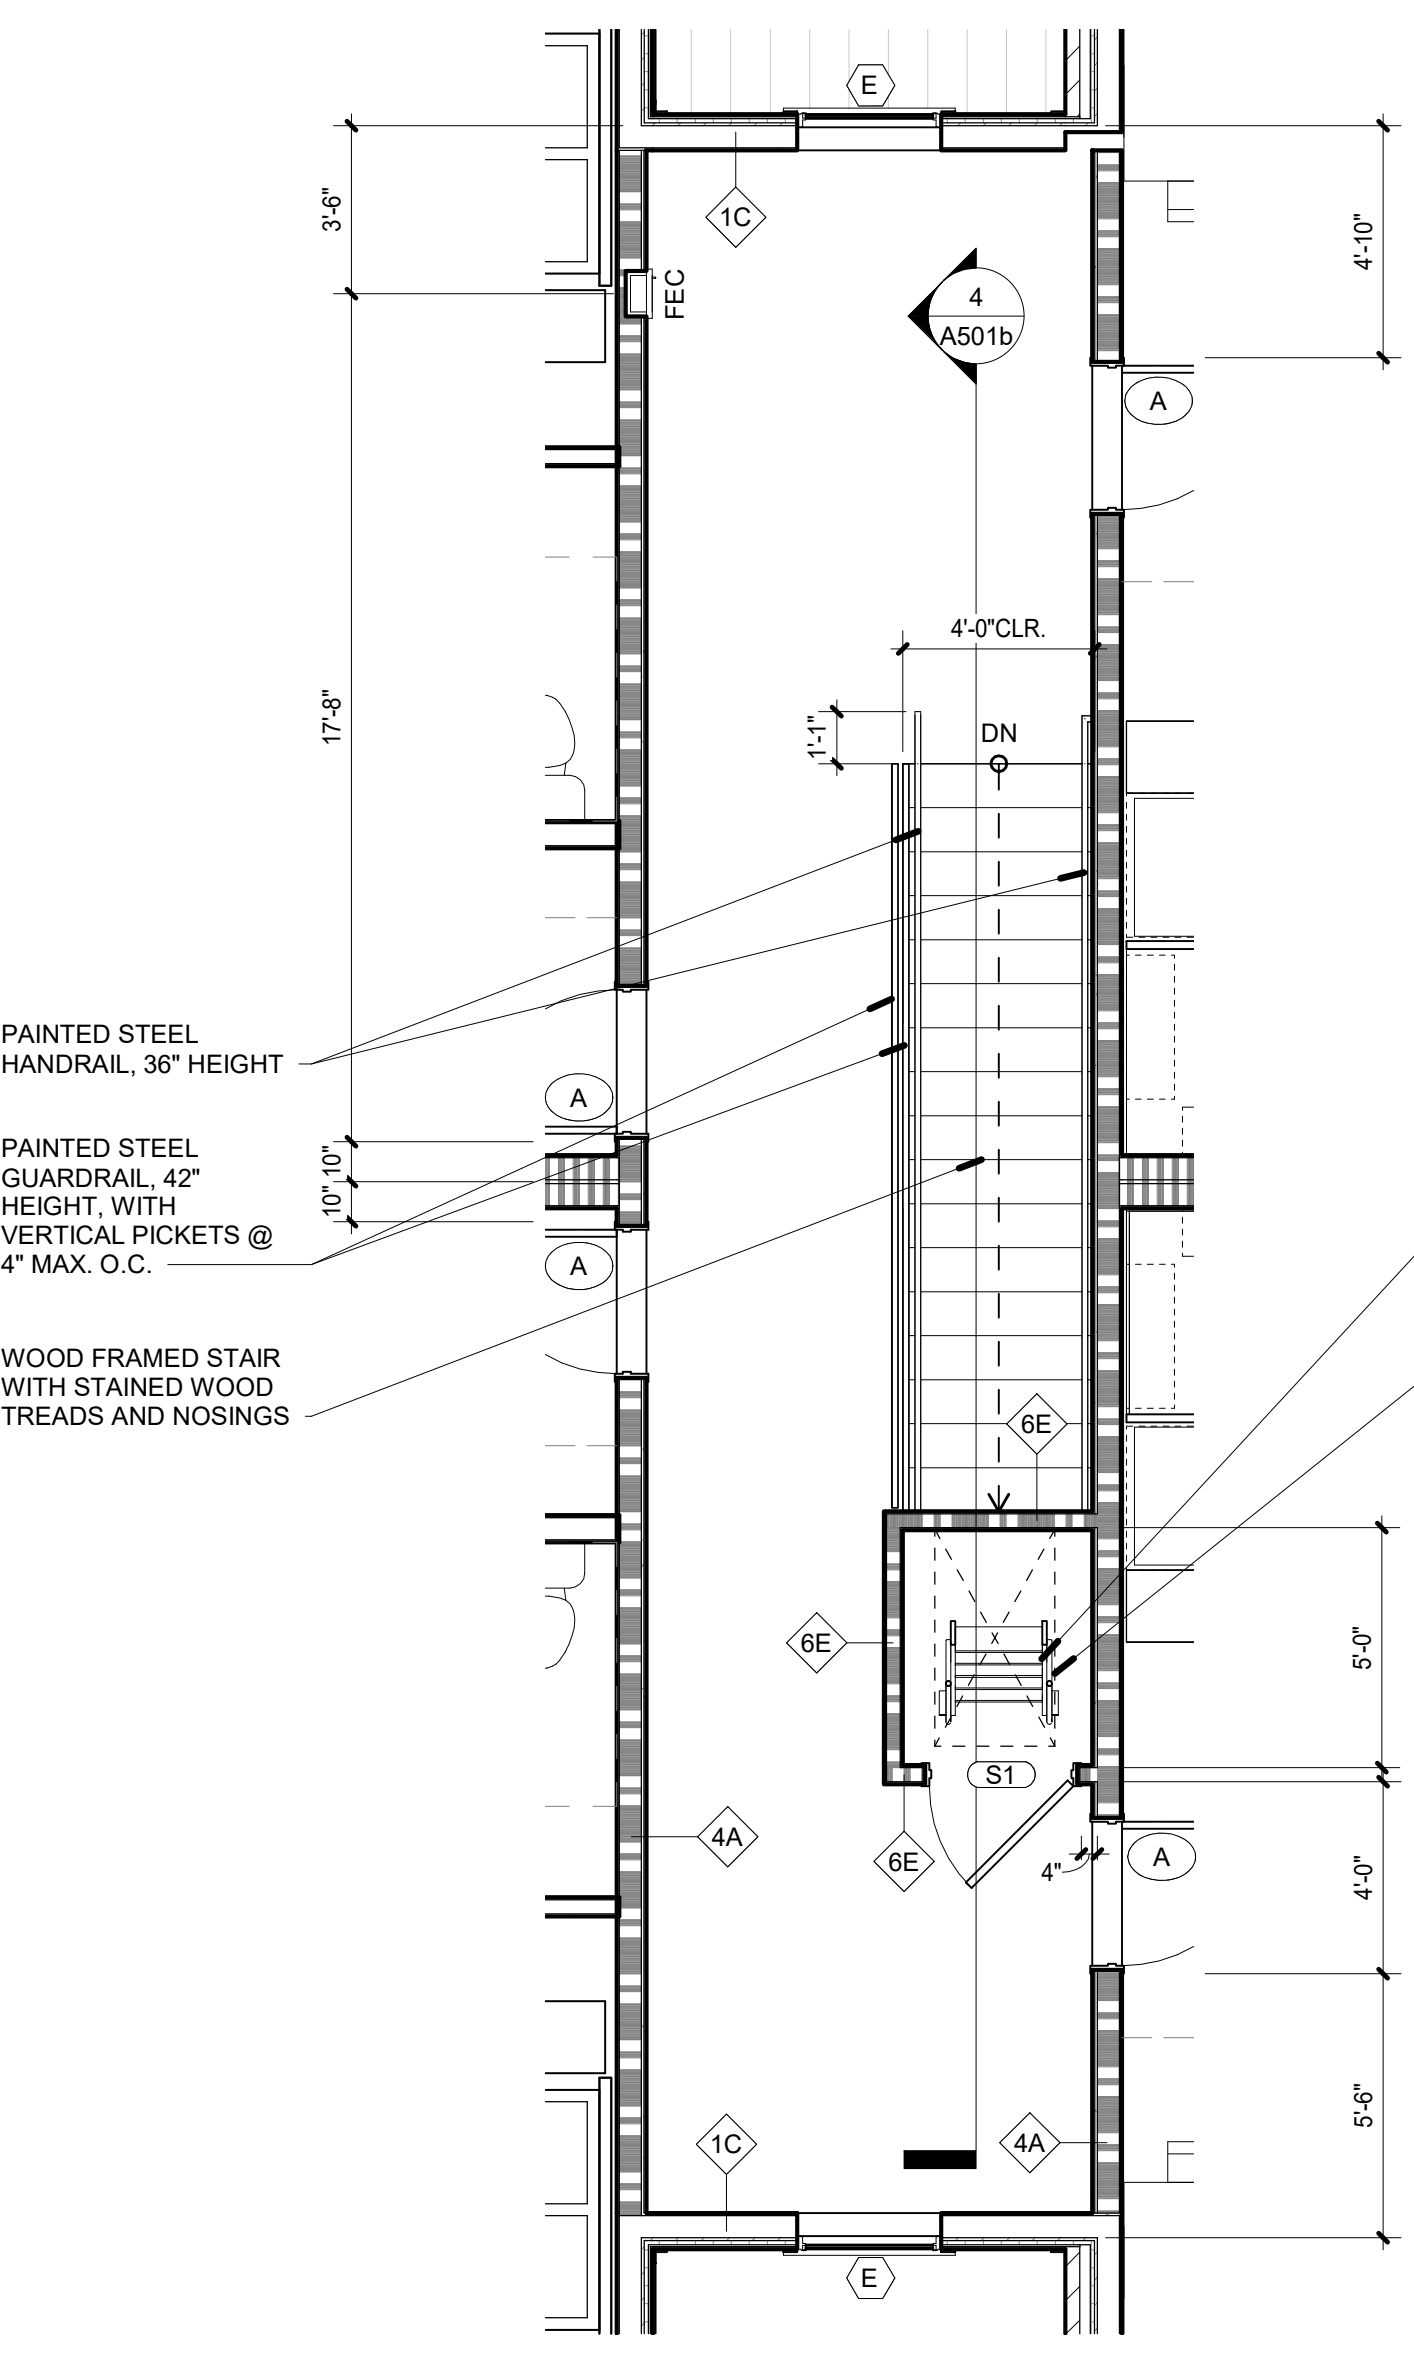 E
1C
3'-6"
4'-10"
FEC
4
A501b
A
4'-0"CLR.
17'-8"
1'-1"
DN
PAINTED STEEL
HANDRAIL, 36" HEIGHT
A
PAINTED STEEL
GUARDRAIL, 42"
HEIGHT, WITH
VERTICAL PICKETS @
4" MAX. O.C.
10"
10"
A
WOOD FRAMED STAIR
WITH STAINED WOOD
TREADS AND NOSINGS
6E
6E
5'-0"
S1
4A
6E
4"
A
4'-0"
5'-6"
1C
4A
E